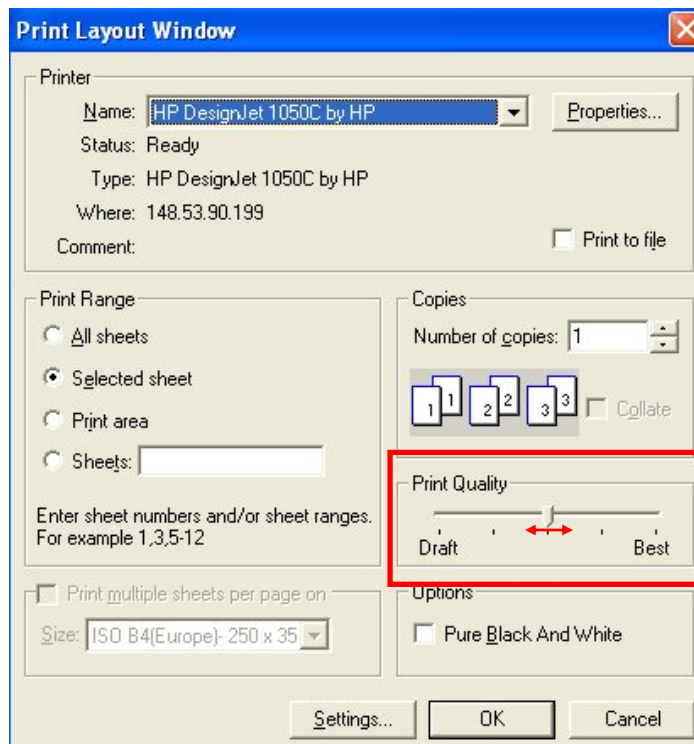 Print Layout Window
Printer
Name: HP DesignJet 1050C by HP
Properties...
Status: Ready
Type: HP DesignJet 1050C by HP
Where: 148.53.90.199
Comment:
Print to file
Print Range
All sheets
Selected sheet
Print area
Sheets:
Enter sheet numbers and/or sheet ranges.
For example 1,3,5-12
Copies
Number of copies: 1
1 1 2 2 3 3
Collate
Print Quality
Draft Best
Print multiple sheets per page on
Size: ISO B4(Europe)- 250 x 35
Options
Pure Black And White
Settings... OK Cancel